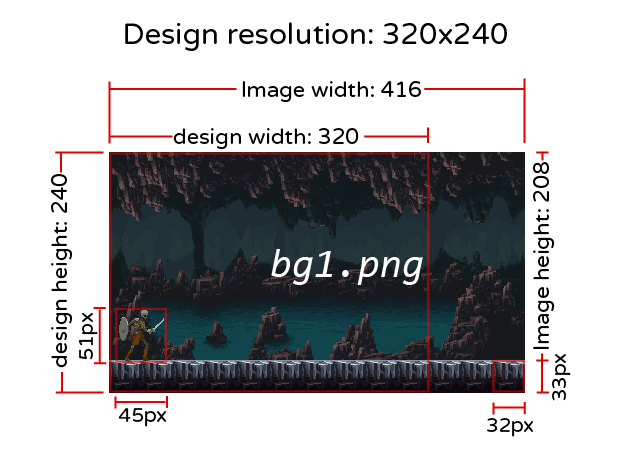 Design resolution: 320x240
Image width: 416
design width: 320
design height: 240
Image height: 208
bg1.png
51px
33px
45px
32px